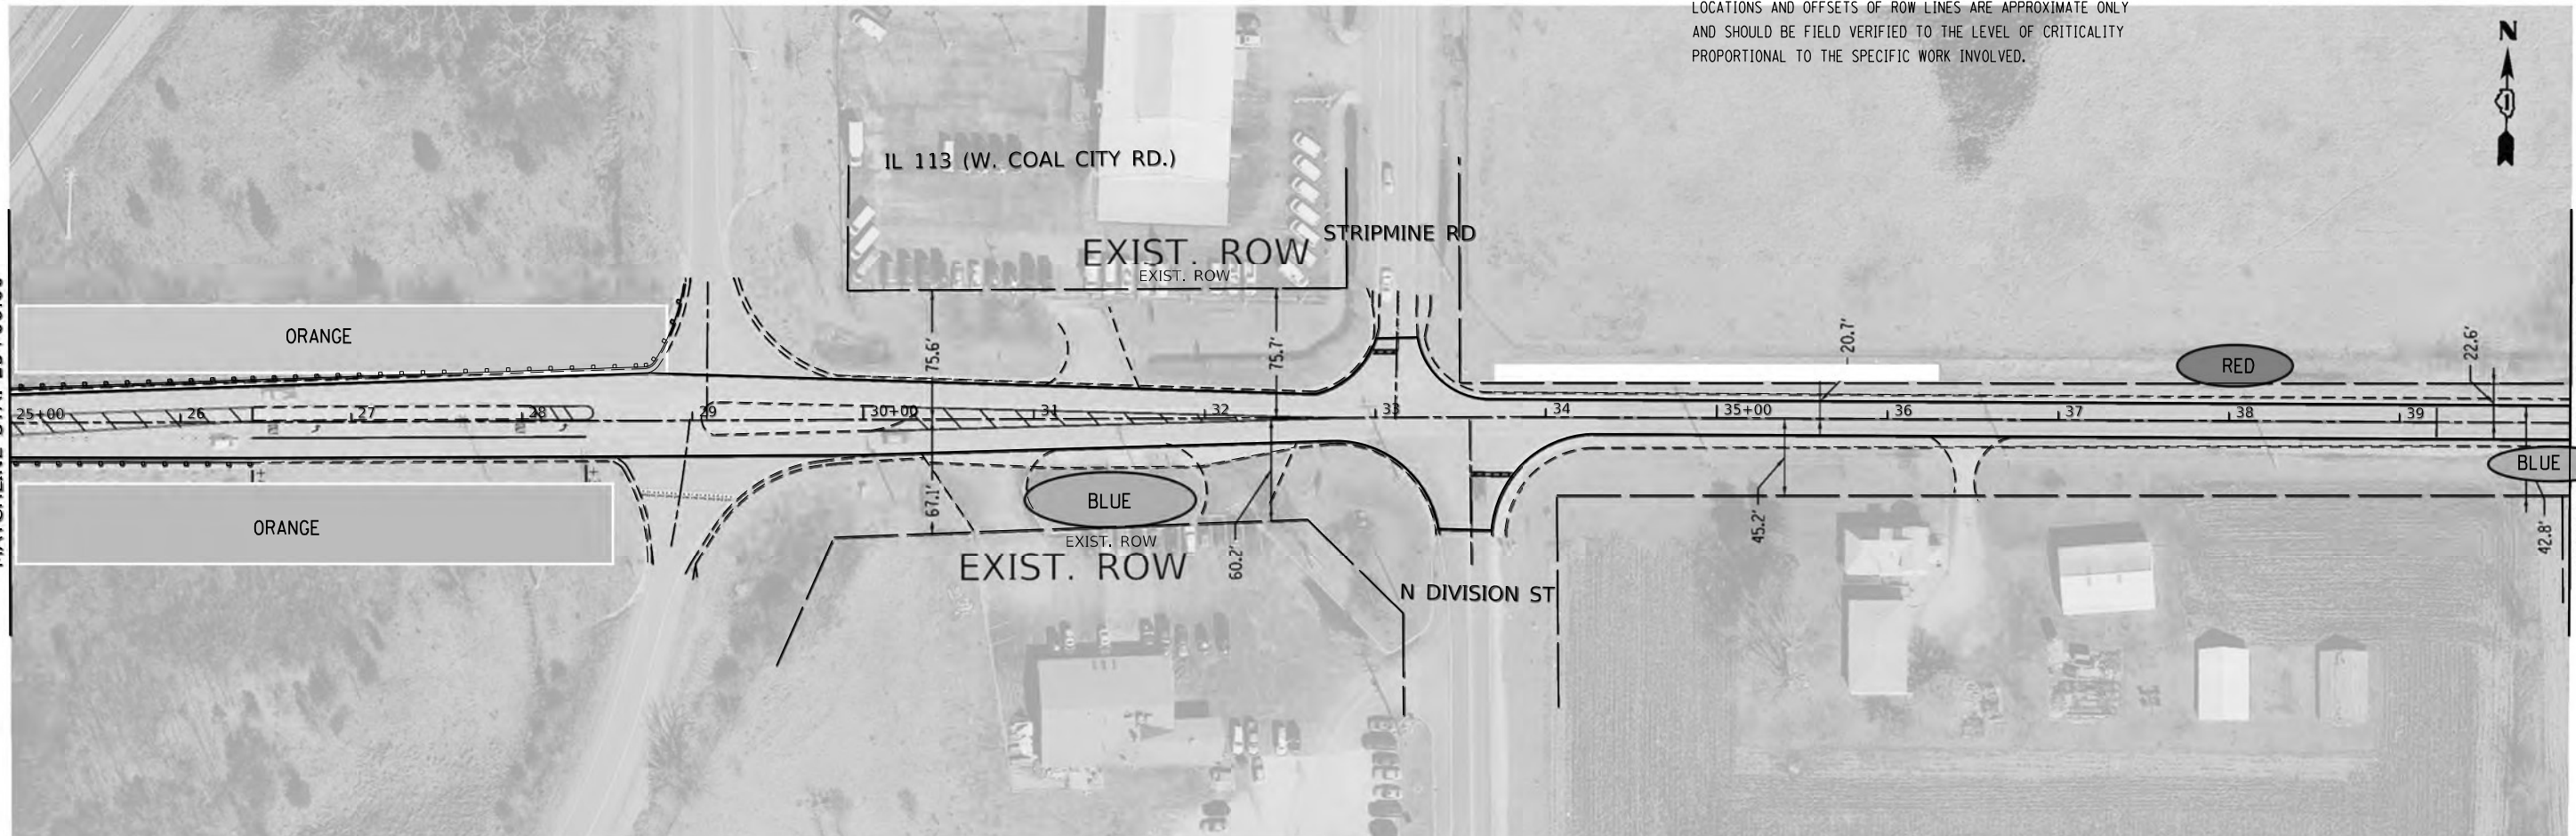 LOCATIONS AND OFFSETS OF ROW LINES ARE APPROXIMATE ONLY
AND SHOULD BE FIELD VERIFIED TO THE LEVEL OF CRITICALITY
PROPORTIONAL TO THE SPECIFIC WORK INVOLVED.
N
IL 113 (W. COAL CITY RD.)
STRIPMINE RD
EXIST. ROW
EXIST. ROW
ORANGE
75.6'
75.7'
20.7'
RED
22.6'
25+00 26 27 28 29 30+00 31 32 33 34 35+00 36 37 38 39
BLUE
BLUE
67.1'
60.2'
45.2'
42.8'
ORANGE
EXIST. ROW
EXIST. ROW
N DIVISION ST